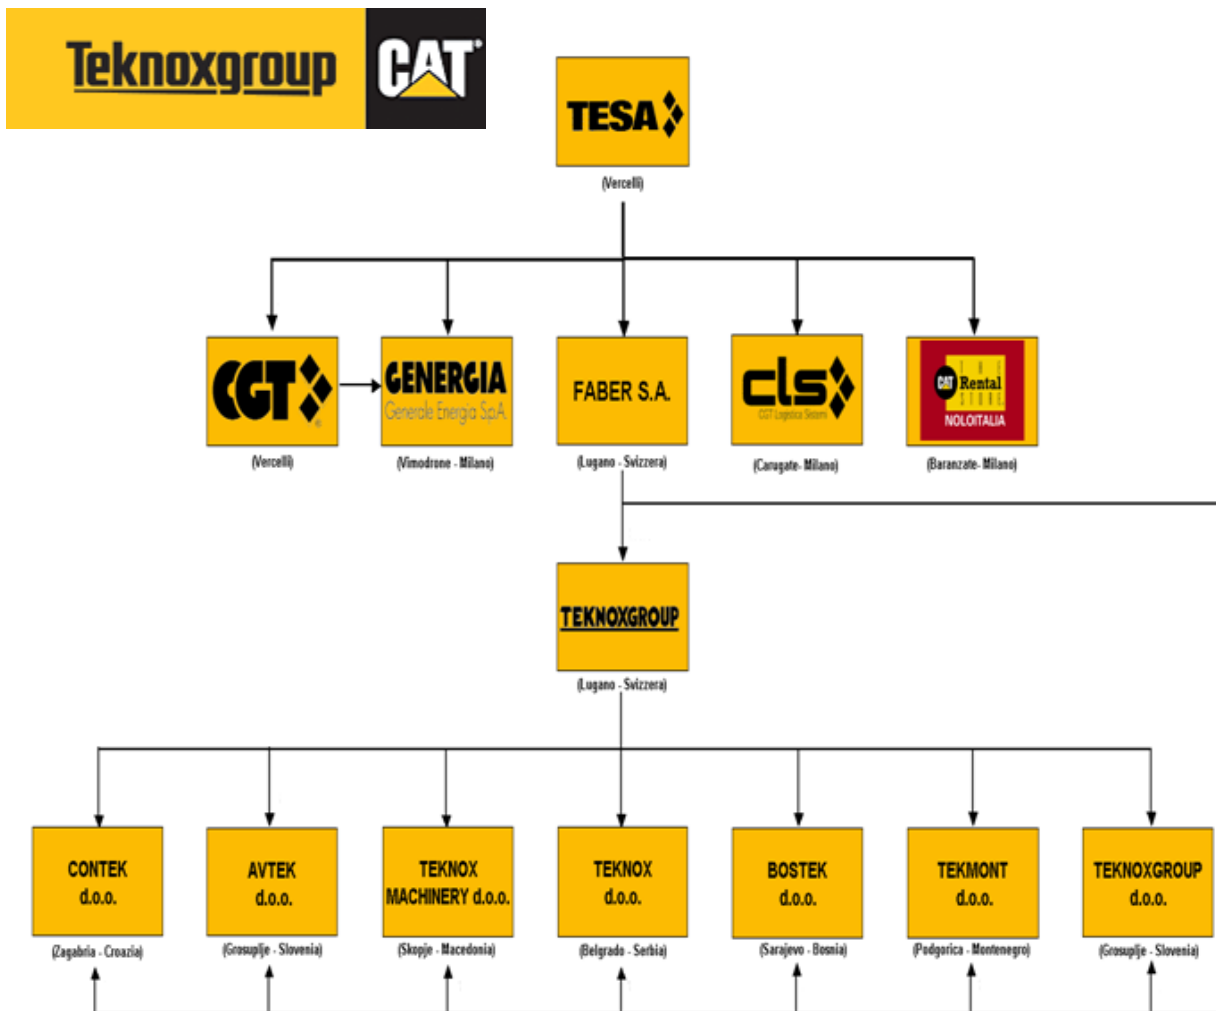 Teknoxgroup CAT®
TESA
(Vercelli)
CGT®
GENERGIA
Generale Energia S.p.A.
FABER S.A.
cls
CGT Logistica Sistemi
CAT Rental
NOLOITALIA
(Vercelli)
(Vimodrone - Milano)
(Lugano - Svizzera)
(Carugate- Milano)
(Baranzate- Milano)
TEKNOXGROUP
(Lugano - Svizzera)
CONTEK
d.o.o.
AVTEK
d.o.o.
TEKNOX
MACHINERY d.o.o.
TEKNOX
d.o.o.
BOSTEK
d.o.o.
TEKMONT
d.o.o.
TEKNOXGROUP
d.o.o.
(Zagabria - Croazia)
(Grosuplje - Slovenia)
(Skopje - Macedonia)
(Belgrado - Serbia)
(Sarajevo - Bosnia)
(Podgorica - Montenegro)
(Grosuplje - Slovenia)